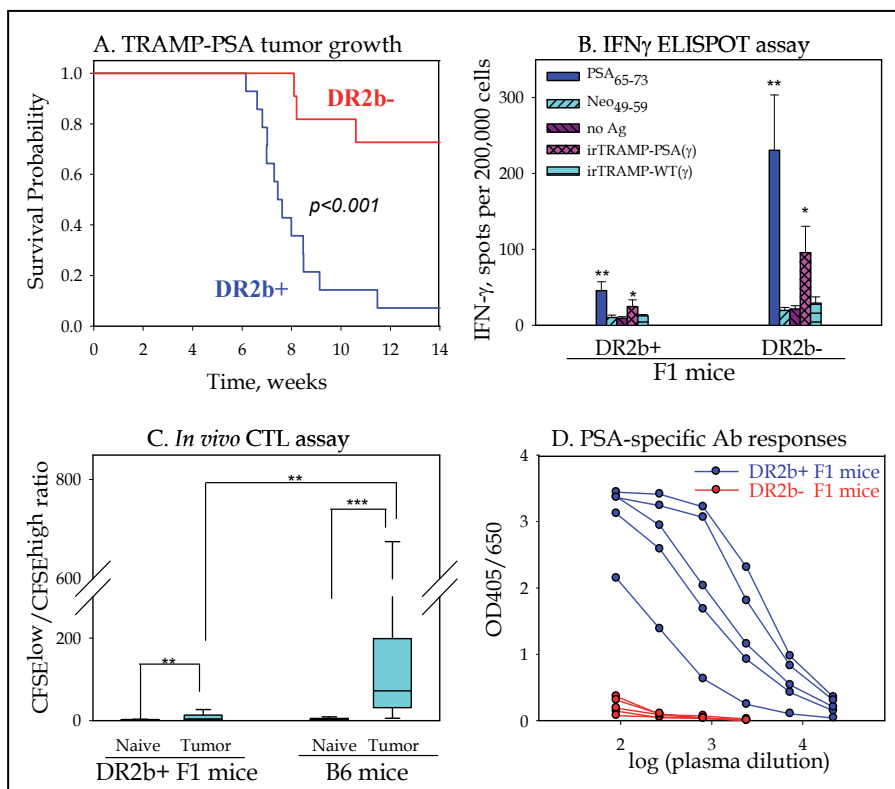 A. TRAMP-PSA tumor growth
1.0
0.8
0.6
0.4
0.2
0.0
Survival Probability
DR2b-
p<0.001
DR2b+
0 2 4 6 8 10 12 14
Time, weeks
B. IFNγ ELISPOT assay
PSA65-73
Neo49-59
no Ag
irTRAMP-PSA(γ)
irTRAMP-WT(γ)
300
200
100
0
IFN-γ, spots per 200,000 cells
** * ** *
DR2b+ DR2b-
F1 mice
C. In vivo CTL assay
800
600
200
0
CFSElow/CFSEhigh ratio
**
***
**
Naive Tumor Naive Tumor
DR2b+ F1 mice B6 mice
D. PSA-specific Ab responses
DR2b+ F1 mice
DR2b- F1 mice
4
3
2
1
0
OD405/650
2 3 4
log (plasma dilution)